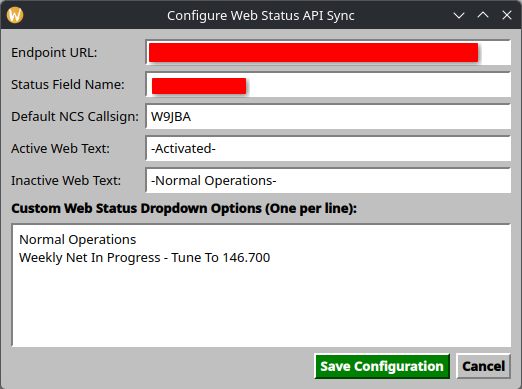 Configure Web Status API Sync
Endpoint URL:
Status Field Name:
Default NCS Callsign: W9JBA
Active Web Text: -Activated-
Inactive Web Text: -Normal Operations-
Custom Web Status Dropdown Options (One per line):
Normal Operations
Weekly Net In Progress - Tune To 146.700
Save Configuration Cancel